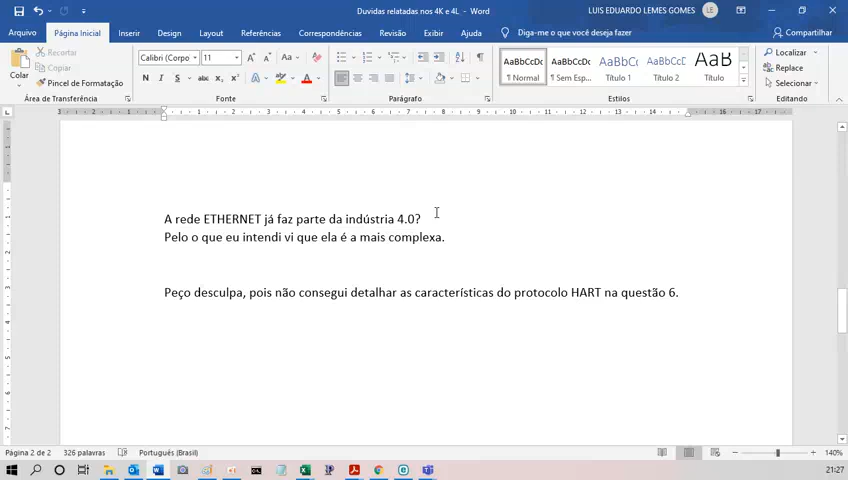 Duvidas relatadas nos 4K e 4L - Word
LUIS EDUARDO LEMES GOMES
LE
Arquivo
Página Inicial
Inserir
Design
Layout
Referências
Correspondências
Revisão
Exibir
Ajuda
Diga-me o que você deseja fazer
Compartilhar
Colar
Recortar
Copiar
Pincel de Formatação
Área de Transferência
Calibri (Corpo
11
Fonte
Parágrafo
AaBbCcDc
¶ Normal
AaBbCcDc
¶ Sem Esp...
AaBbCc
Título 1
AaBbCcD
Título 2
AaB
Título
Estilos
Localizar
Replace
Selecionar
Editando
A rede ETHERNET já faz parte da indústria 4.0?
Pelo o que eu intendi vi que ela é a mais complexa.
Peço desculpa, pois não consegui detalhar as características do protocolo HART na questão 6.
Página 2 de 2
326 palavras
Português (Brasil)
140%
21:27